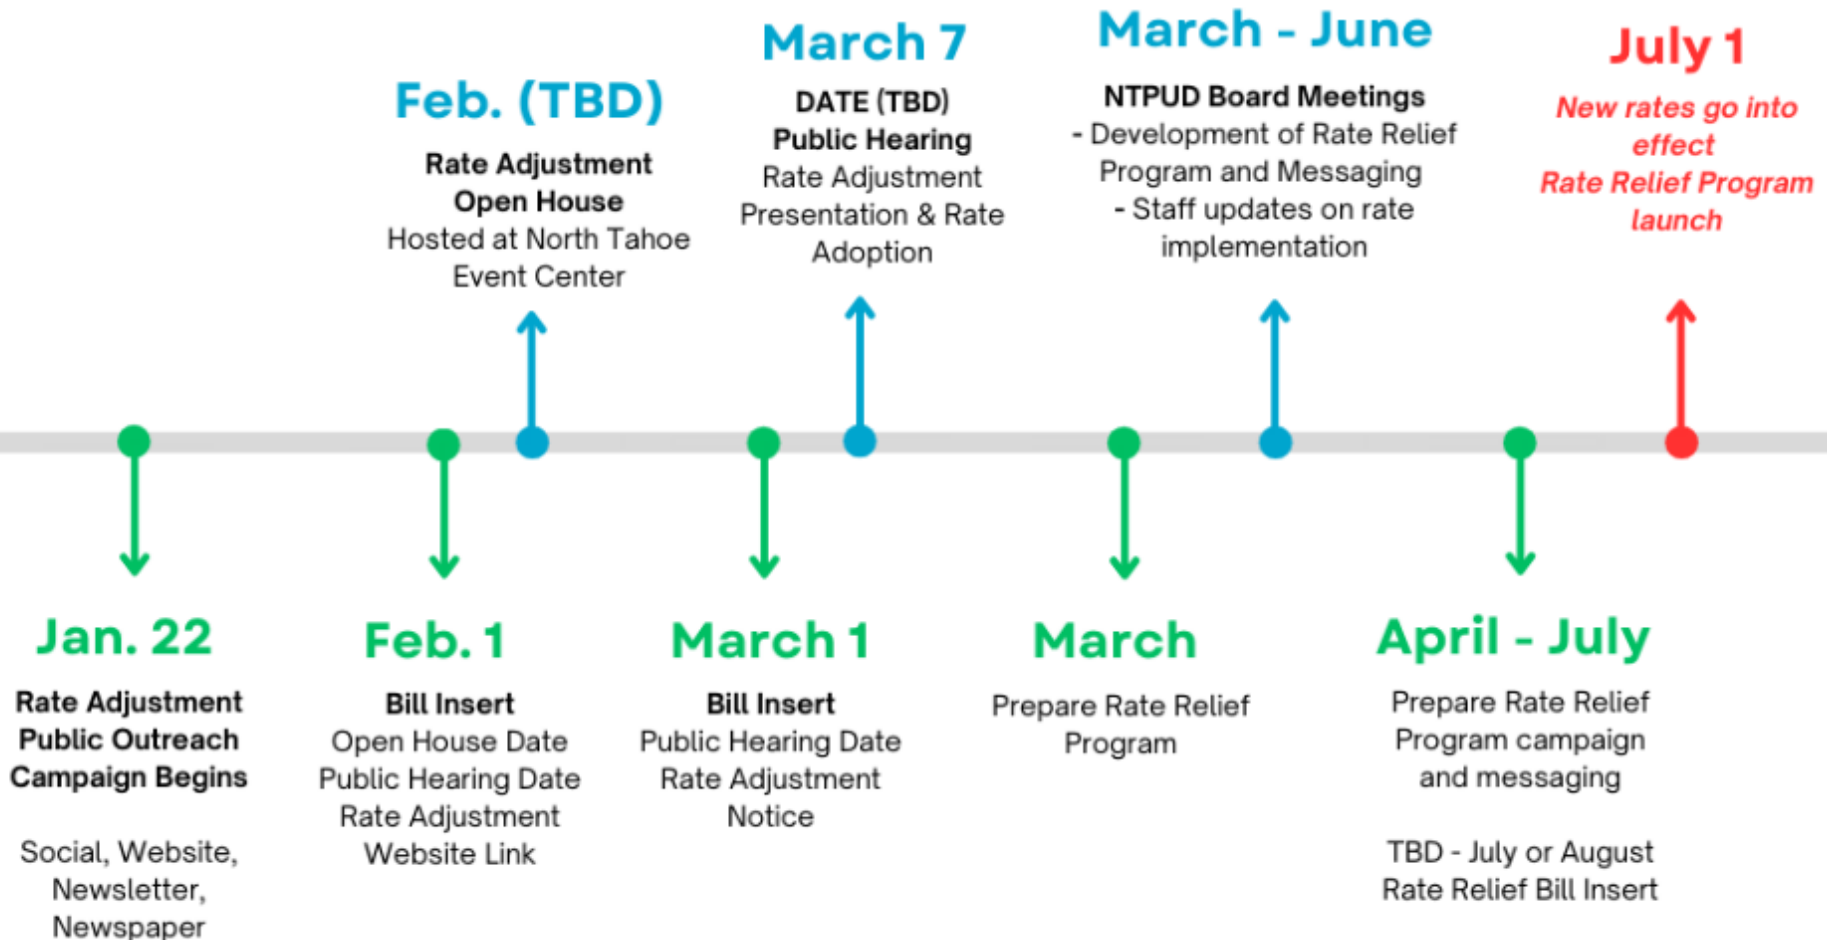 Feb. (TBD)
Rate Adjustment
Open House
Hosted at North Tahoe
Event Center
March 7
DATE (TBD)
Public Hearing
Rate Adjustment
Presentation & Rate
Adoption
March - June
NTPUD Board Meetings
- Development of Rate Relief
Program and Messaging
- Staff updates on rate
implementation
July 1
New rates go into
effect
Rate Relief Program
launch
Jan. 22
Rate Adjustment
Public Outreach
Campaign Begins
Social, Website,
Newsletter,
Newspaper
Feb. 1
Bill Insert
Open House Date
Public Hearing Date
Rate Adjustment
Website Link
March 1
Bill Insert
Public Hearing Date
Rate Adjustment
Notice
March
Prepare Rate Relief
Program
April - July
Prepare Rate Relief
Program campaign
and messaging
TBD - July or August
Rate Relief Bill Insert